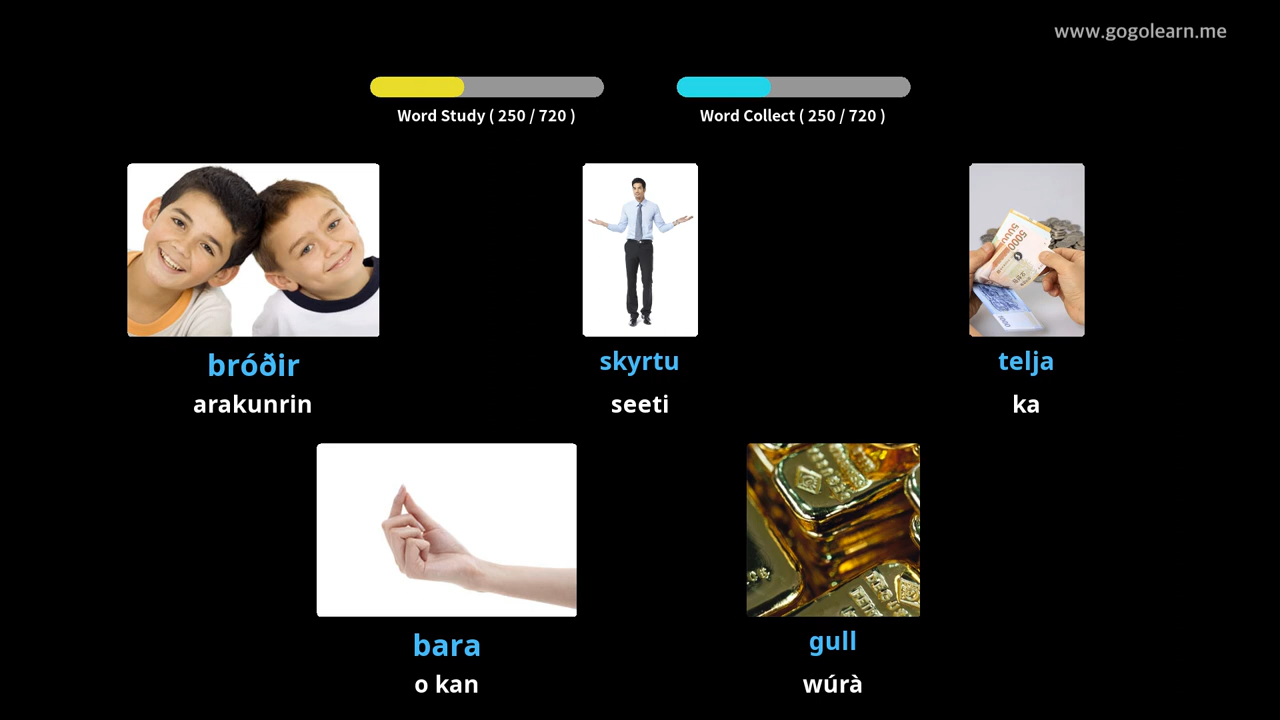 www.gogolearn.me
Word Study ( 250 / 720 )
Word Collect ( 250 / 720 )
bróðir
arakunrin
skyrtu
seeti
telja
ka
bara
o kan
gull
wúrà